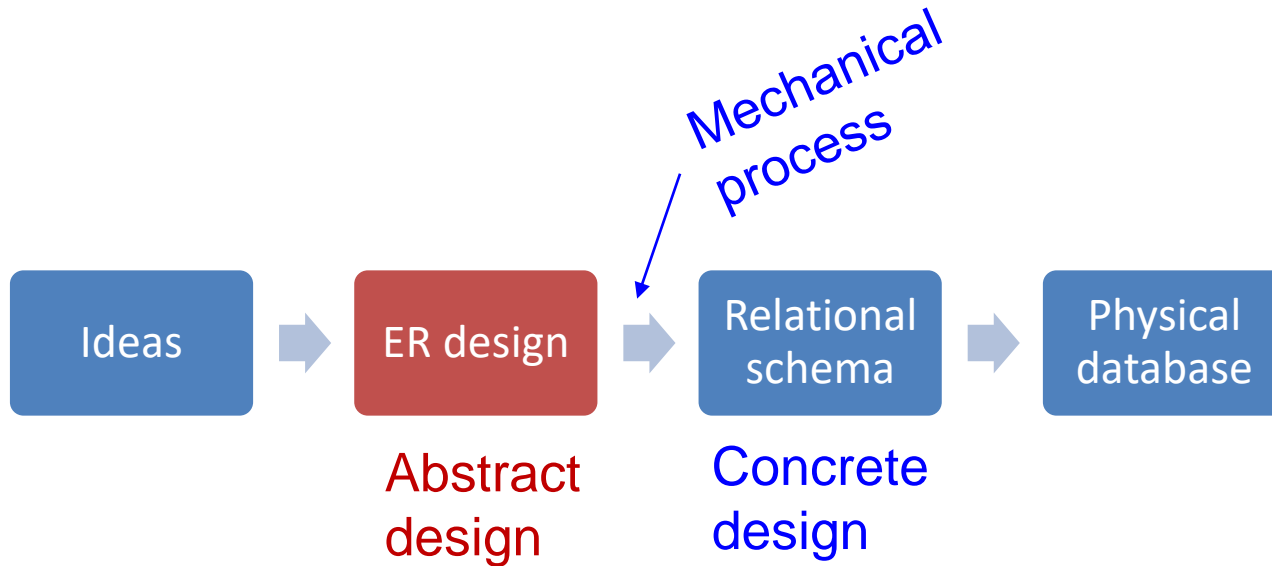 Mechanical
process
Ideas
ER design
Relational
schema
Physical
database
Abstract
design
Concrete
design